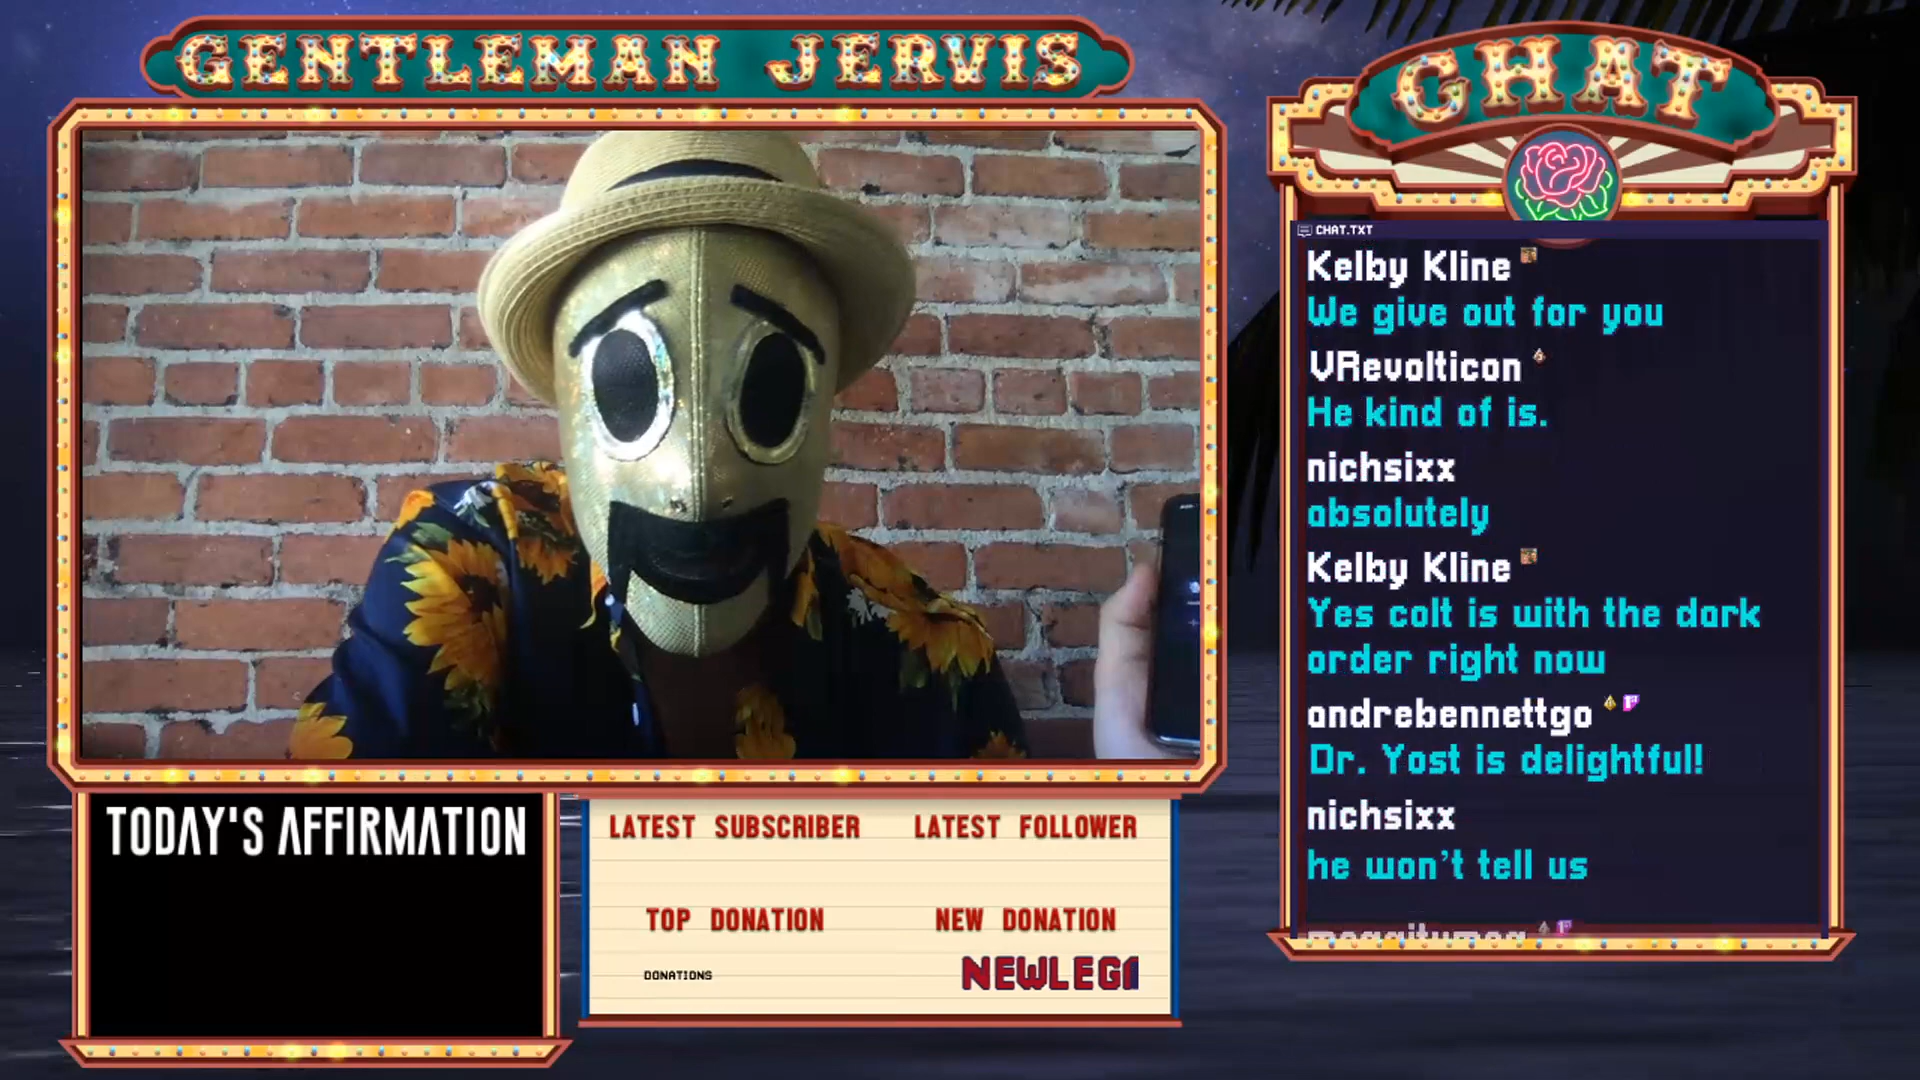 GENTLEMAN JERVIS
CHAT
CHAT.TXT
Kelby Kline
We give out for you
VRevolticon
He kind of is.
nichsixx
absolutely
Kelby Kline
Yes colt is with the dark
order right now
andrebennettgo
Dr. Yost is delightful!
nichsixx
he won't tell us
TODAY'S AFFIRMATION
LATEST SUBSCRIBER
LATEST FOLLOWER
TOP DONATION
NEW DONATION
DONATIONS